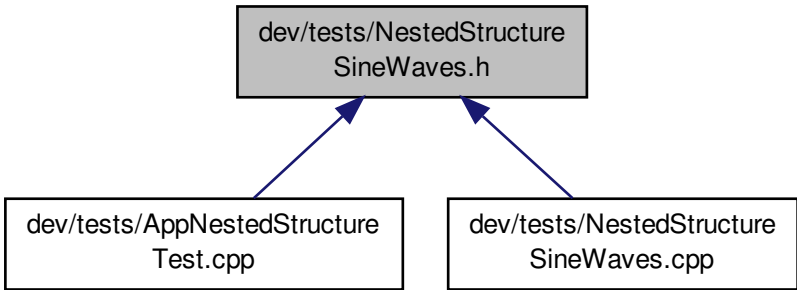 dev/tests/NestedStructure
SineWaves.h
dev/tests/AppNestedStructure
Test.cpp
dev/tests/NestedStructure
SineWaves.cpp